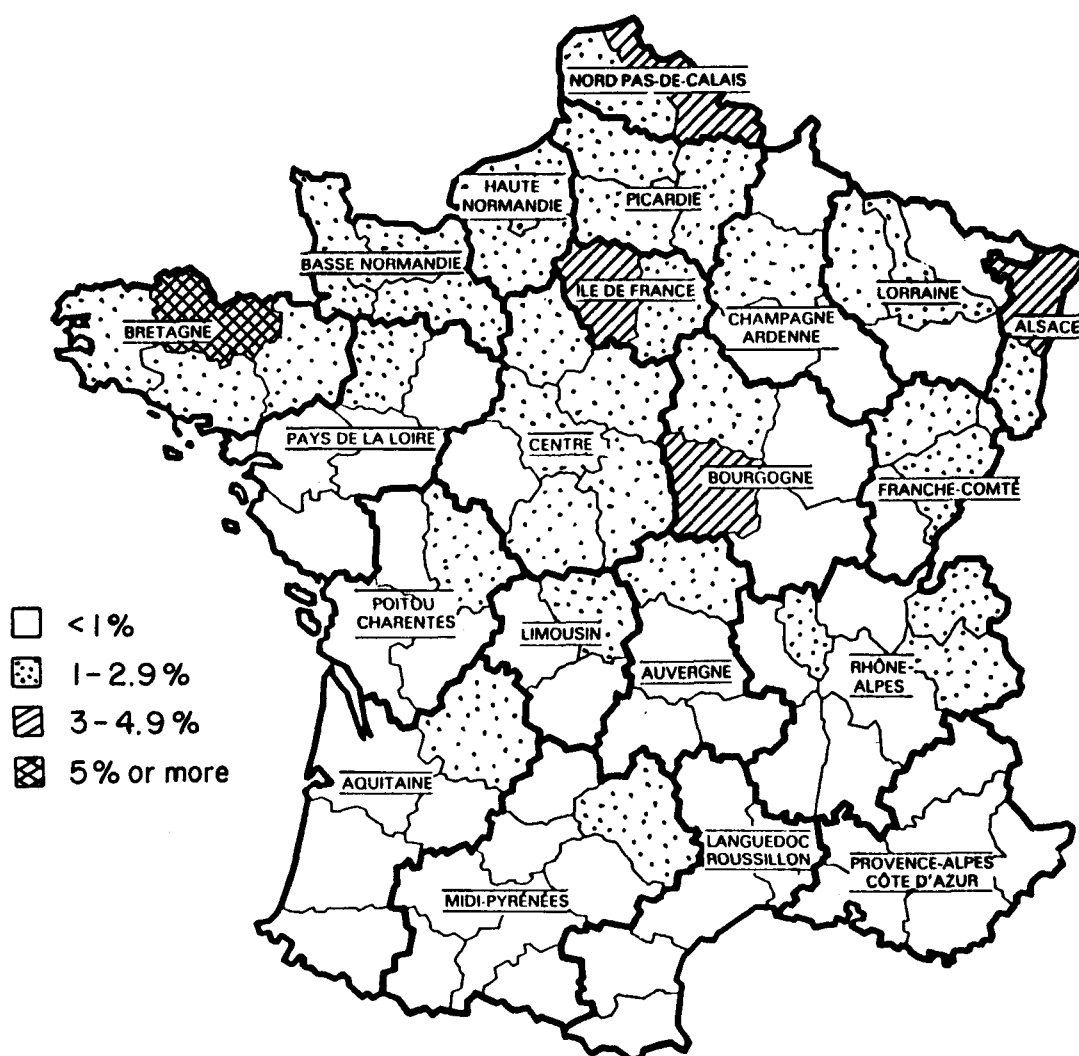 NORD PAS-DE-CALAIS
HAUTE
NORMANDIE
PICARDIE
BASSE NORMANDIE
ILE DE FRANCE
LORRAINE
CHAMPAGNE
ARDENNE
ALSACE
BRETAGNE
PAYS DE LA LOIRE
CENTRE
BOURGOGNE
FRANCHE-COMTÉ
POITOU
CHARENTES
LIMOUSIN
AUVERGNE
RHÔNE-
ALPES
AQUITAINE
LANGUEDOC
ROUSSILLON
PROVENCE-ALPES
CÔTE D'AZUR
MIDI-PYRÉNÉES
<1%
1-2.9%
3-4.9%
5% or more